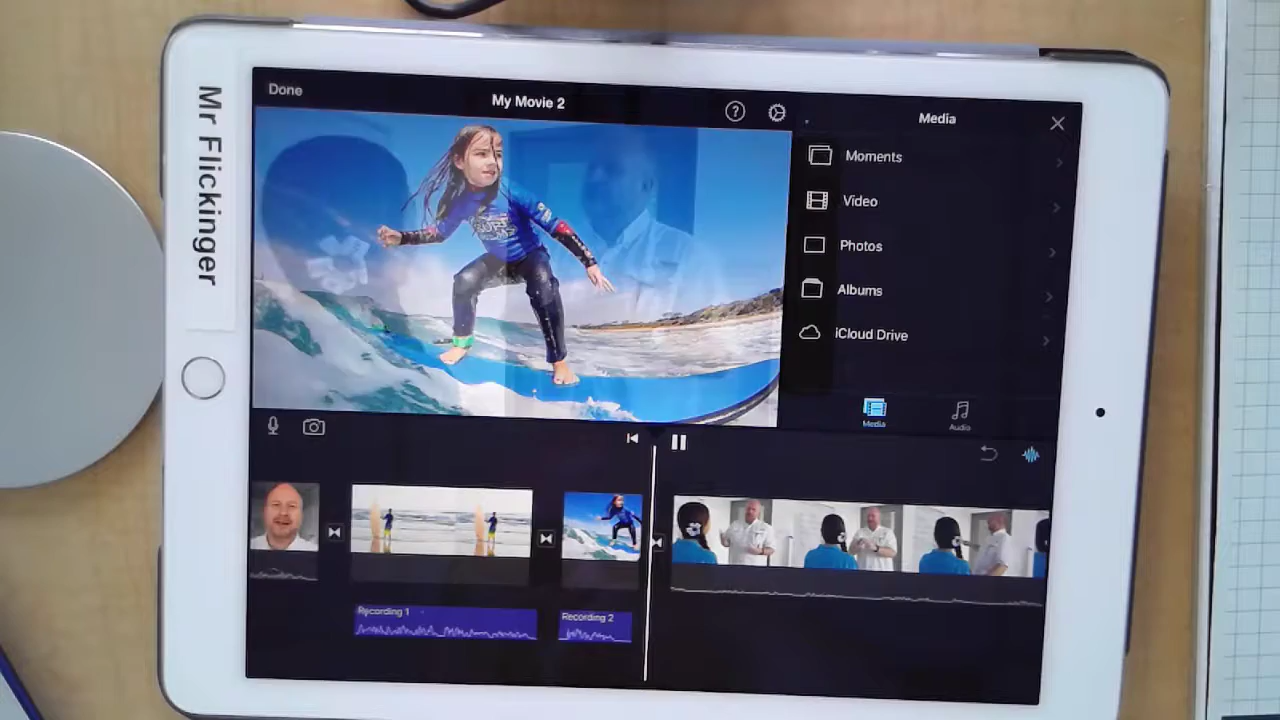 Mr Flickinger
Done
My Movie 2
?
Media
Moments
Video
Photos
Albums
iCloud Drive
Media
Audio
Recording 1
Recording 2
SURF